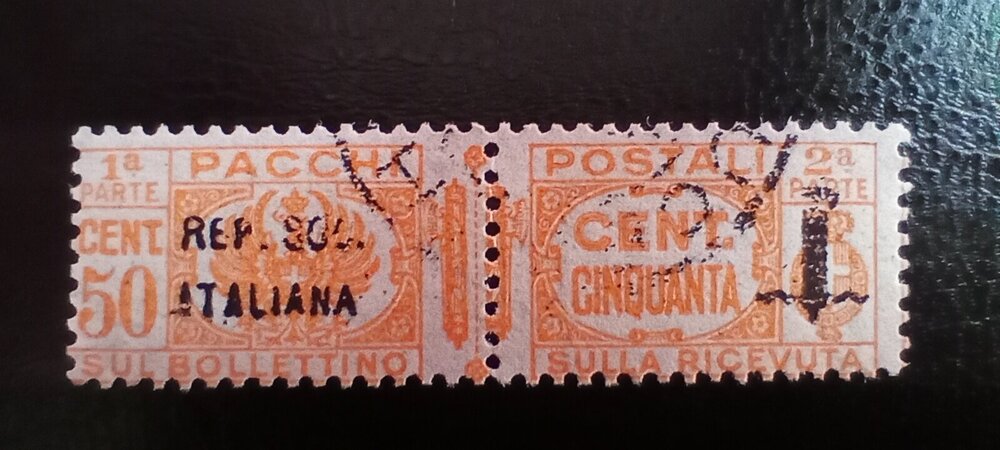 1ª PARTE PACCHI POSTALI 2ª PARTE
CENT. 50 REP. SOC. ITALIANA CENT. CINQUANTA
SUL BOLLETTINO SULLA RICEVUTA